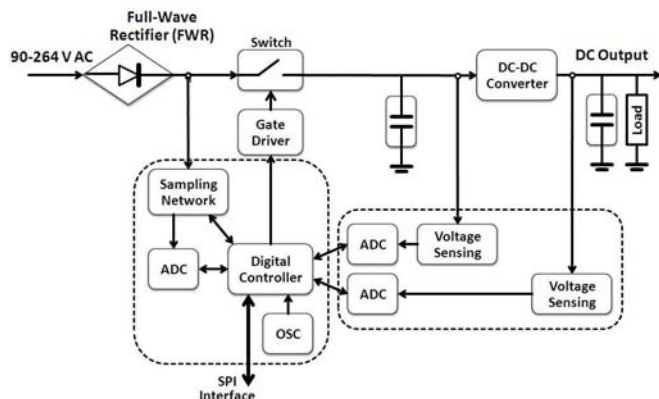 Full-Wave
Rectifier (FWR)
90-264 V AC
Switch
DC-DC
Converter
DC Output
Gate
Driver
Load
Sampling
Network
ADC
Digital
Controller
ADC
Voltage
Sensing
ADC
Voltage
Sensing
OSC
SPI
Interface